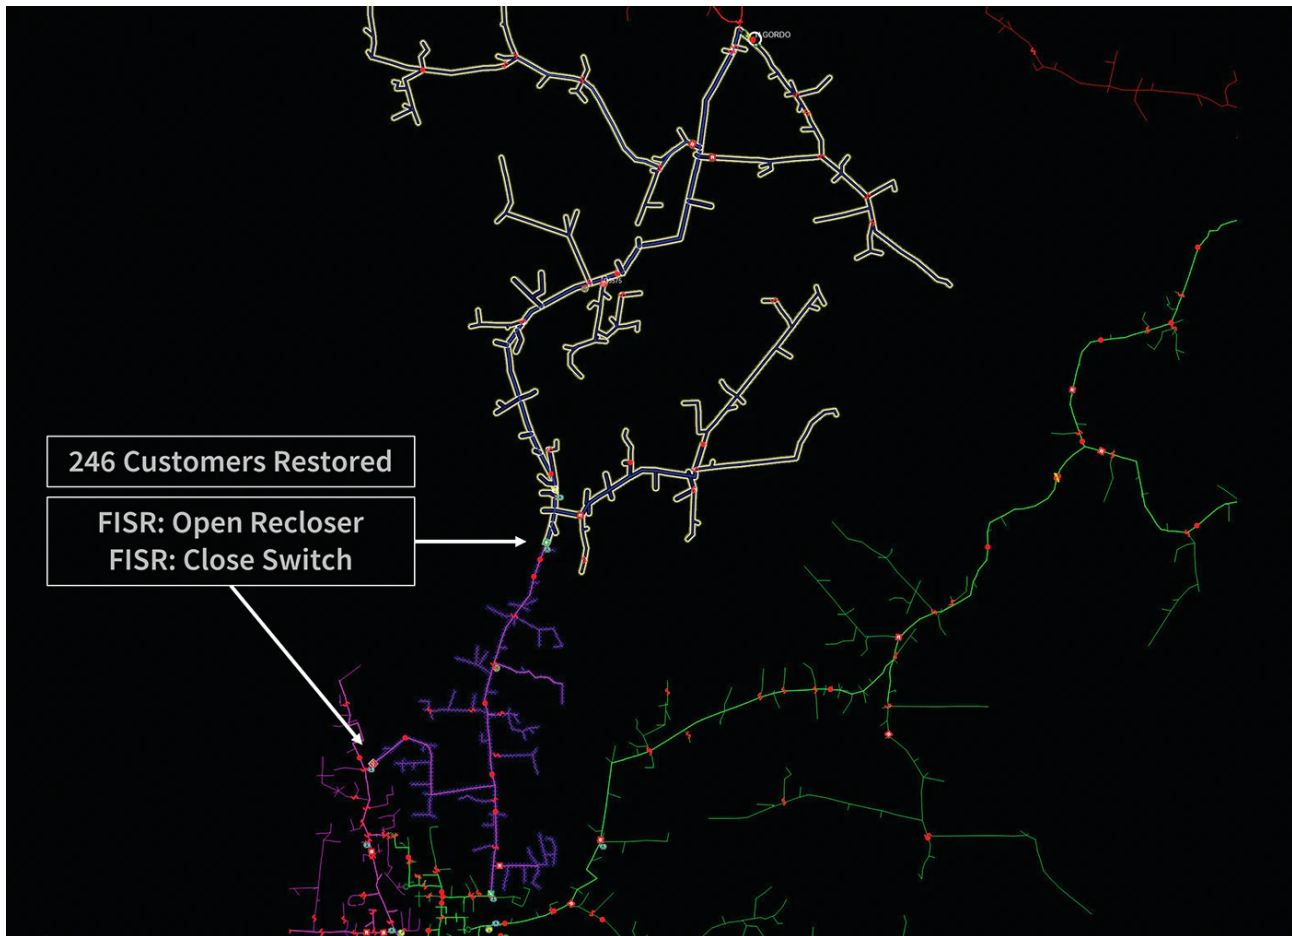 GORDO
246 Customers Restored
FISR: Open Recloser
FISR: Close Switch